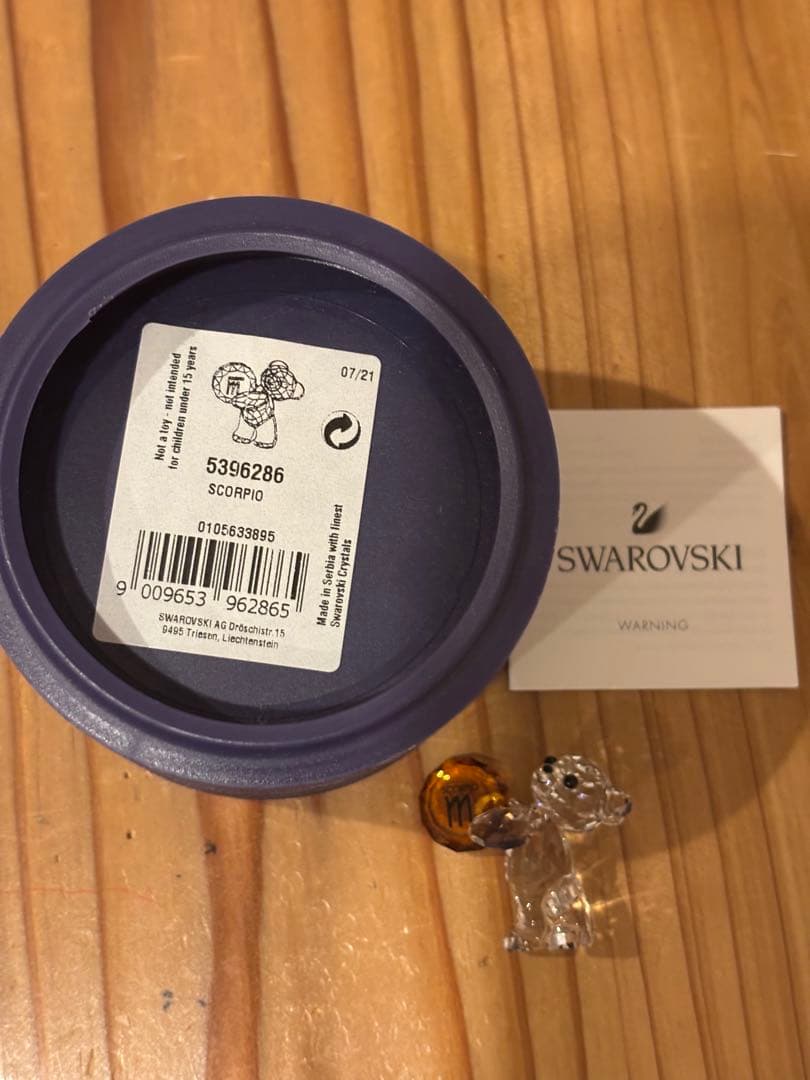 Not a toy - not intended
for children under 15 years
07/21
5396286
SCORPIO
0105633895
9 009653 962865
Made in Serbia with finest
Swarovski Crystals
SWAROVSKI AG Dröschistr.15
9495 Triesen, Liechtenstein
SWAROVSKI
WARNING
m